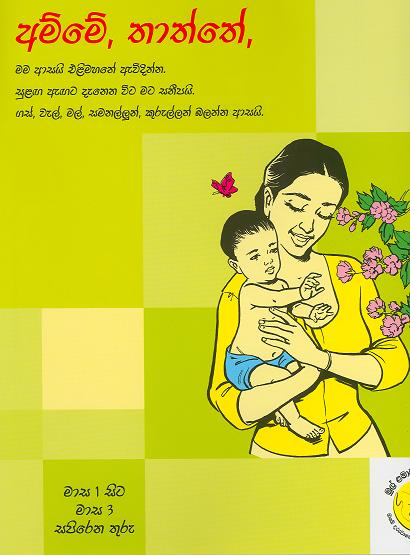 අම්මේ, තාත්තේ,
මම ආසයි එළිමහනේ ඇවිදින්න.
සුළඟ ඇඟට දැනෙන විට මට සනීපයි.
ගස්, වැල්, මල්, සමනල්ලුන්, කුරුල්ලන් බලන්න ආසයි.
මාස 1 සිට
මාස 3
සපිරෙන තුරු